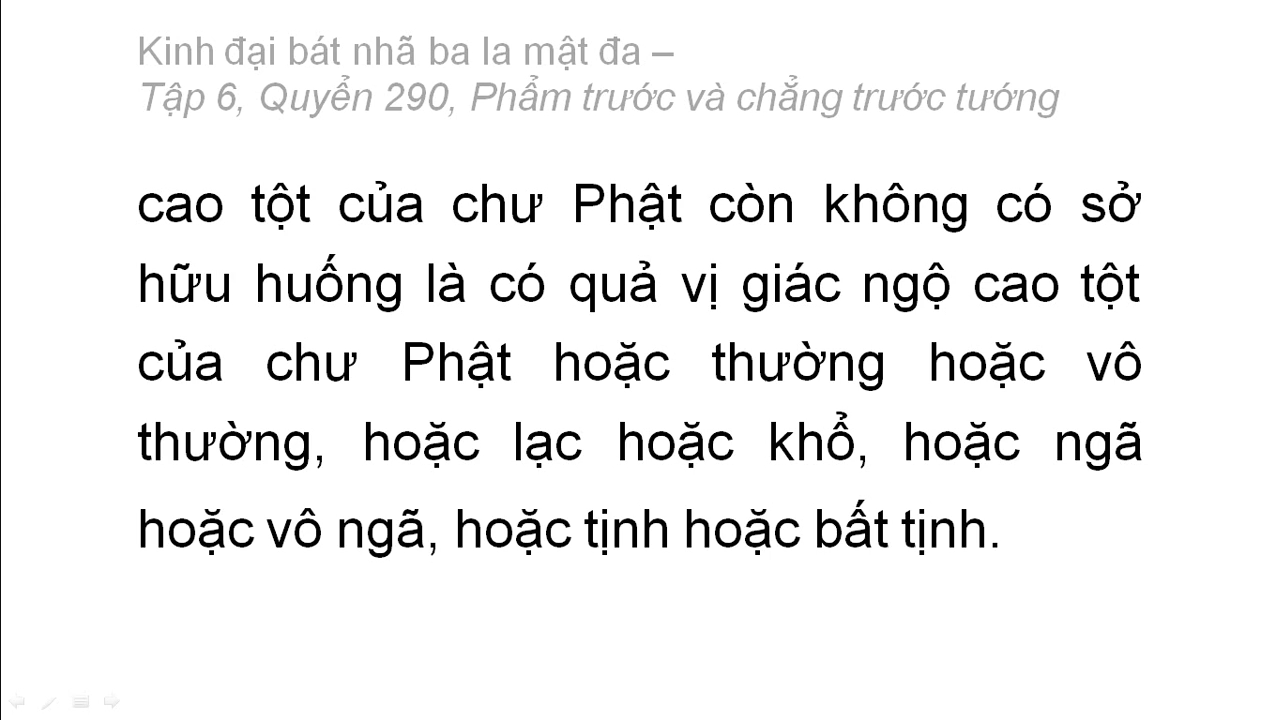 Kinh đại bát nhã ba la mật đa –
Tập 6, Quyển 290, Phẩm trước và chẳng trước tướng
cao tột của chư Phật còn không có sở
hữu huống là có quả vị giác ngộ cao tột
của chư Phật hoặc thường hoặc vô
thường, hoặc lạc hoặc khổ, hoặc ngã
hoặc vô ngã, hoặc tịnh hoặc bất tịnh.